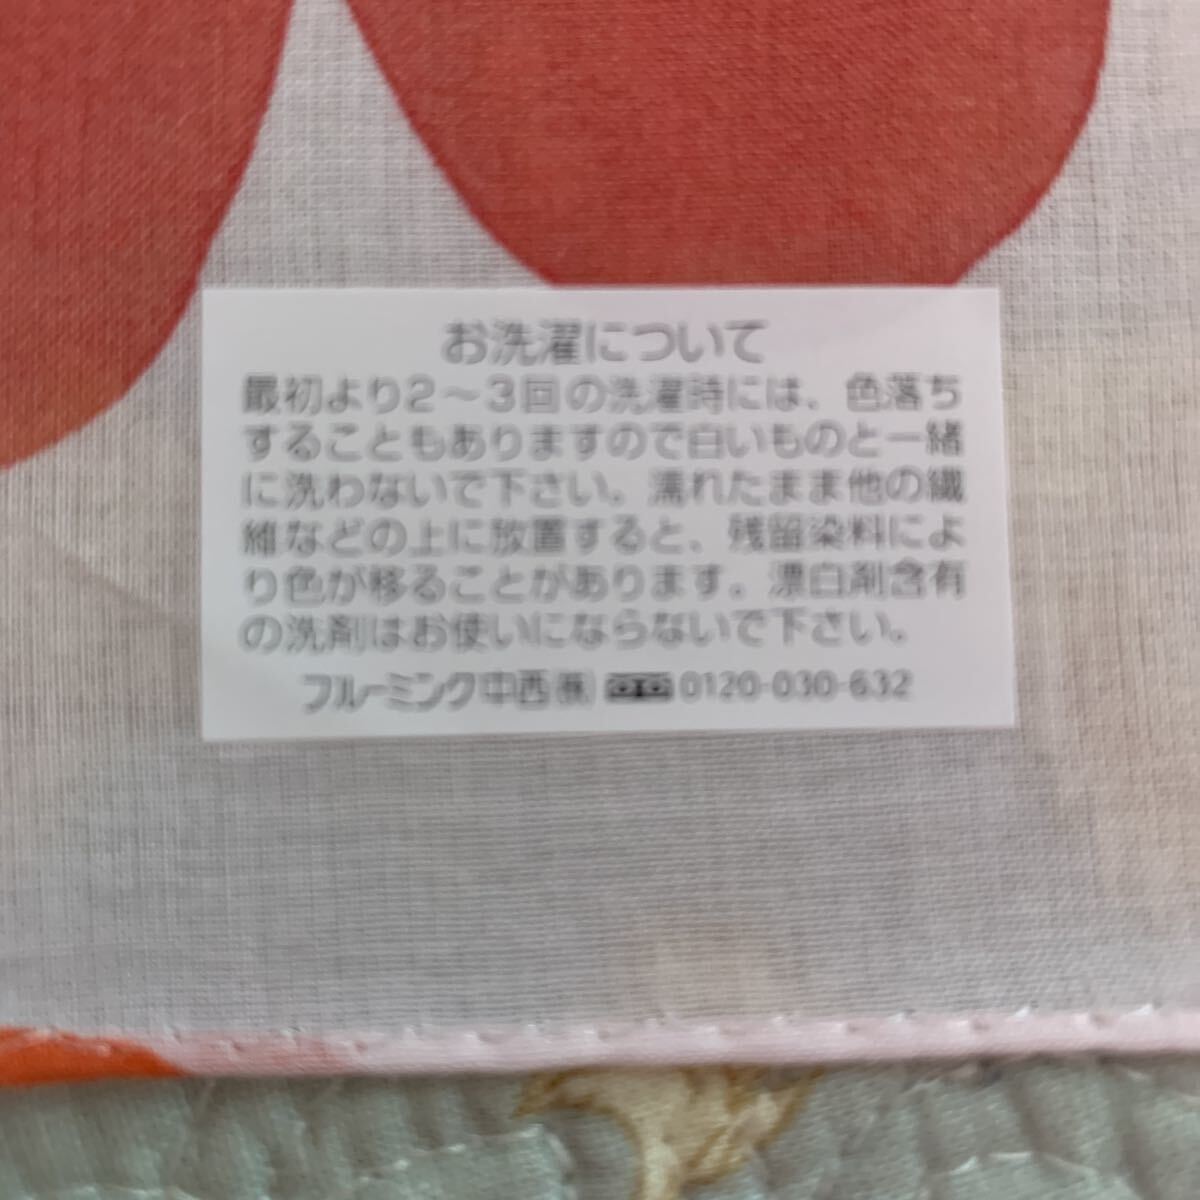 お洗濯について
最初より2～3回の洗濯時には、色落ち
することもありますので白いものと一緒
に洗わないで下さい。濡れたまま他の繊
維などの上に放置すると、残留染料によ
り色が移ることがあります。漂白剤含有
の洗剤はお使いにならないで下さい。
ブルーミング中西㈱ 0120-030-632